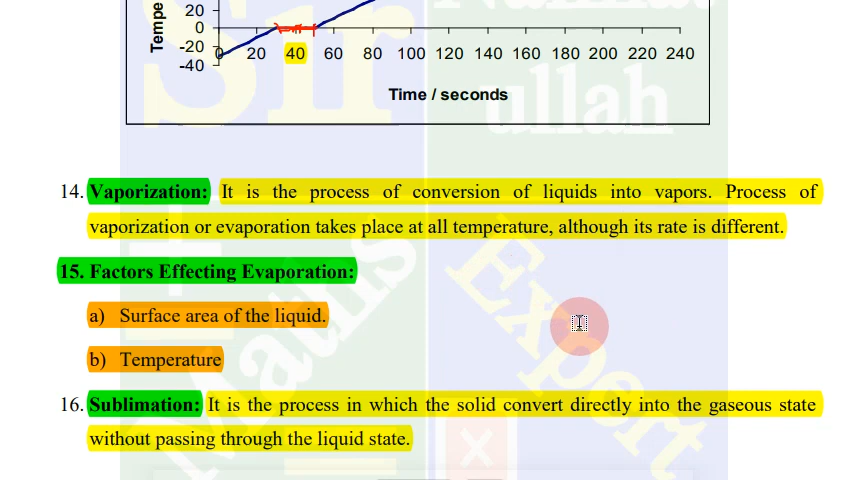 Tempe
20
0
-20
-40
0 20 40 60 80 100 120 140 160 180 200 220 240
Time / seconds
Sir
ullah
14. Vaporization: It is the process of conversion of liquids into vapors. Process of
vaporization or evaporation takes place at all temperature, although its rate is different.
15. Factors Effecting Evaporation:
a) Surface area of the liquid.
b) Temperature
16. Sublimation: It is the process in which the solid convert directly into the gaseous state
without passing through the liquid state.
Maths
Expert